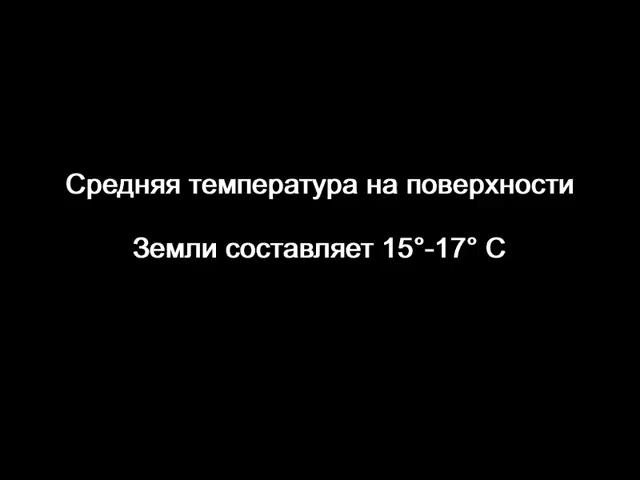 Средняя температура на поверхности
Земли составляет 15°-17° С